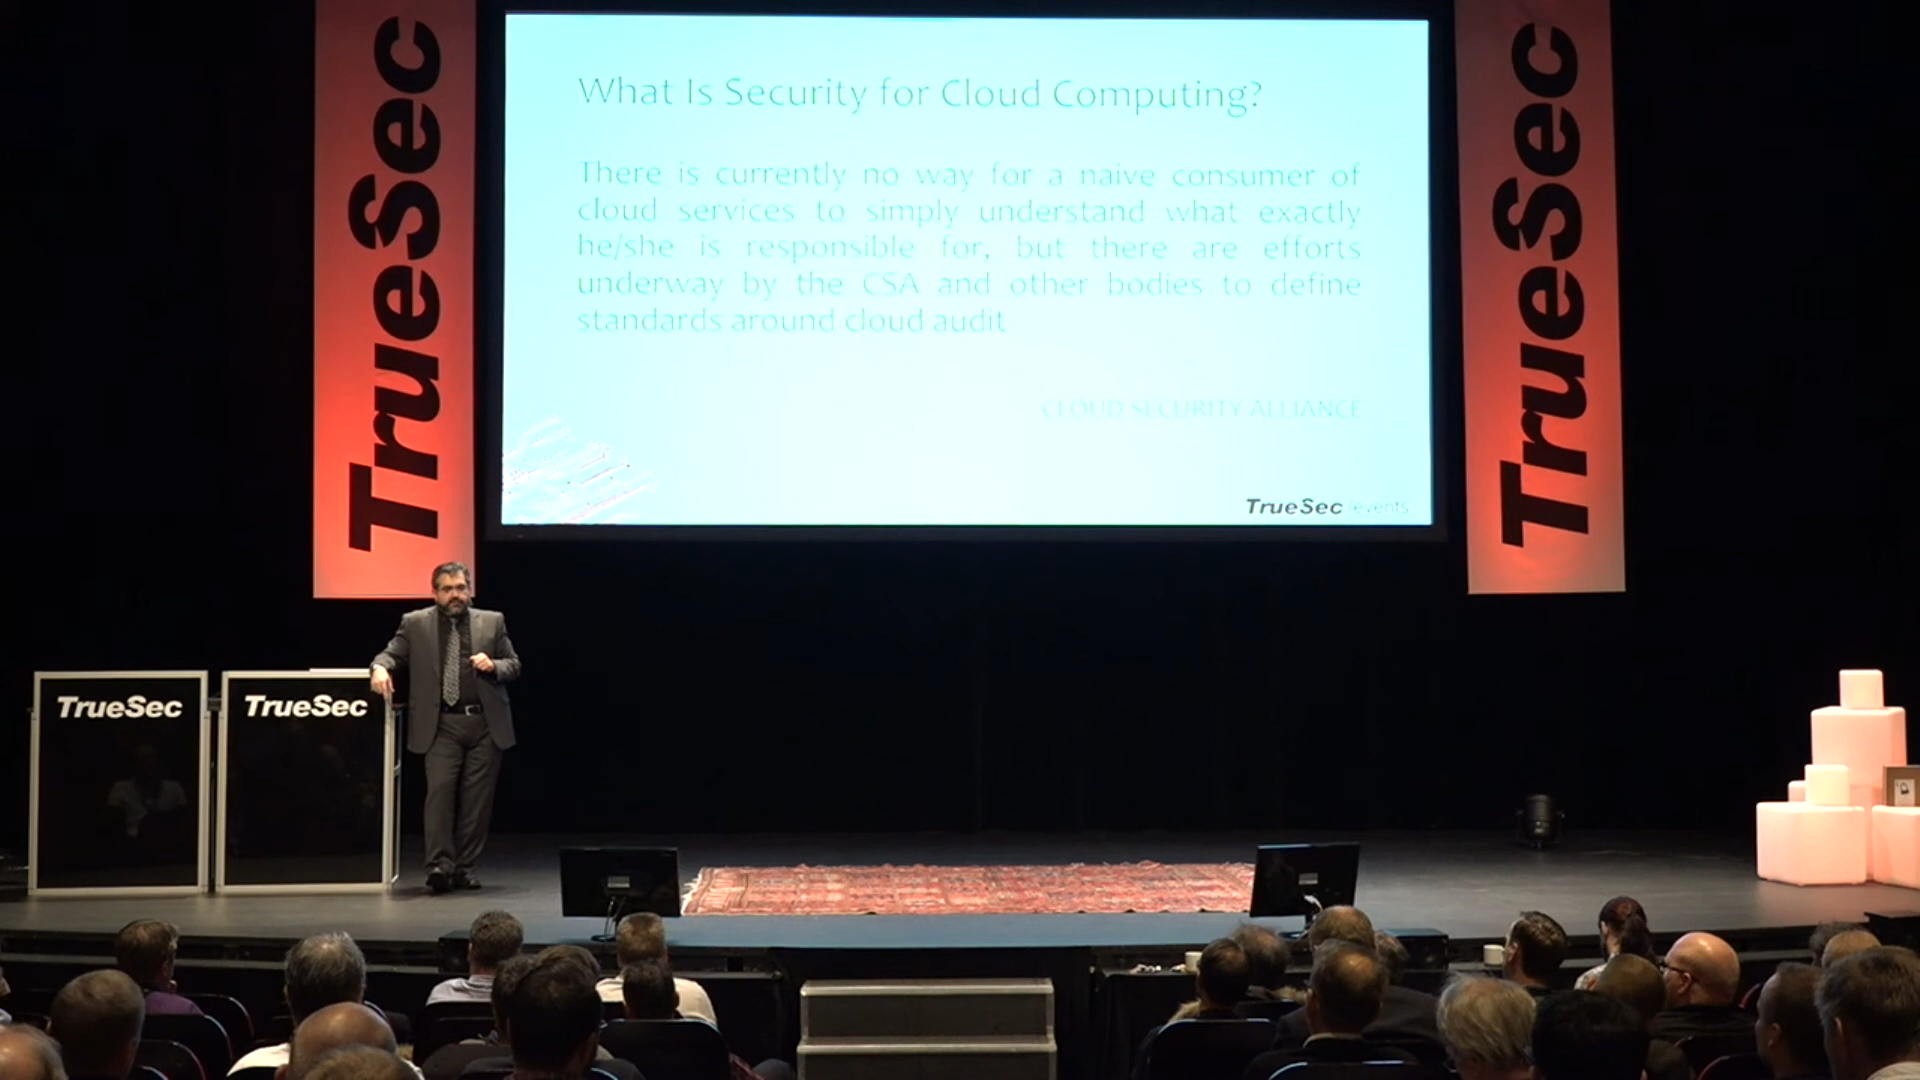 TrueSec
What Is Security for Cloud Computing?
There is currently no way for a naive consumer of
cloud services to simply understand what exactly
he/she is responsible for, but there are efforts
underway by the CSA and other bodies to define
standards around cloud audit
CLOUD SECURITY ALLIANCE
TrueSec events
TrueSec
TrueSec
TrueSec